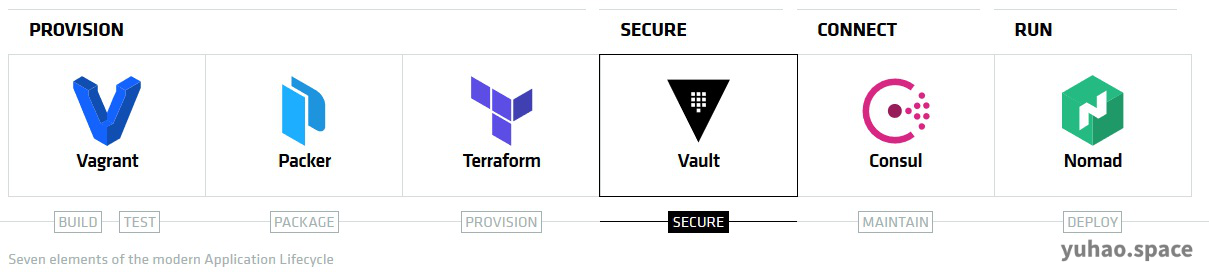 PROVISION SECURE CONNECT RUN
Vagrant Packer Terraform Vault Consul Nomad
BUILD TEST PACKAGE PROVISION SECURE MAINTAIN DEPLOY
Seven elements of the modern Application Lifecycle
yuhao.space